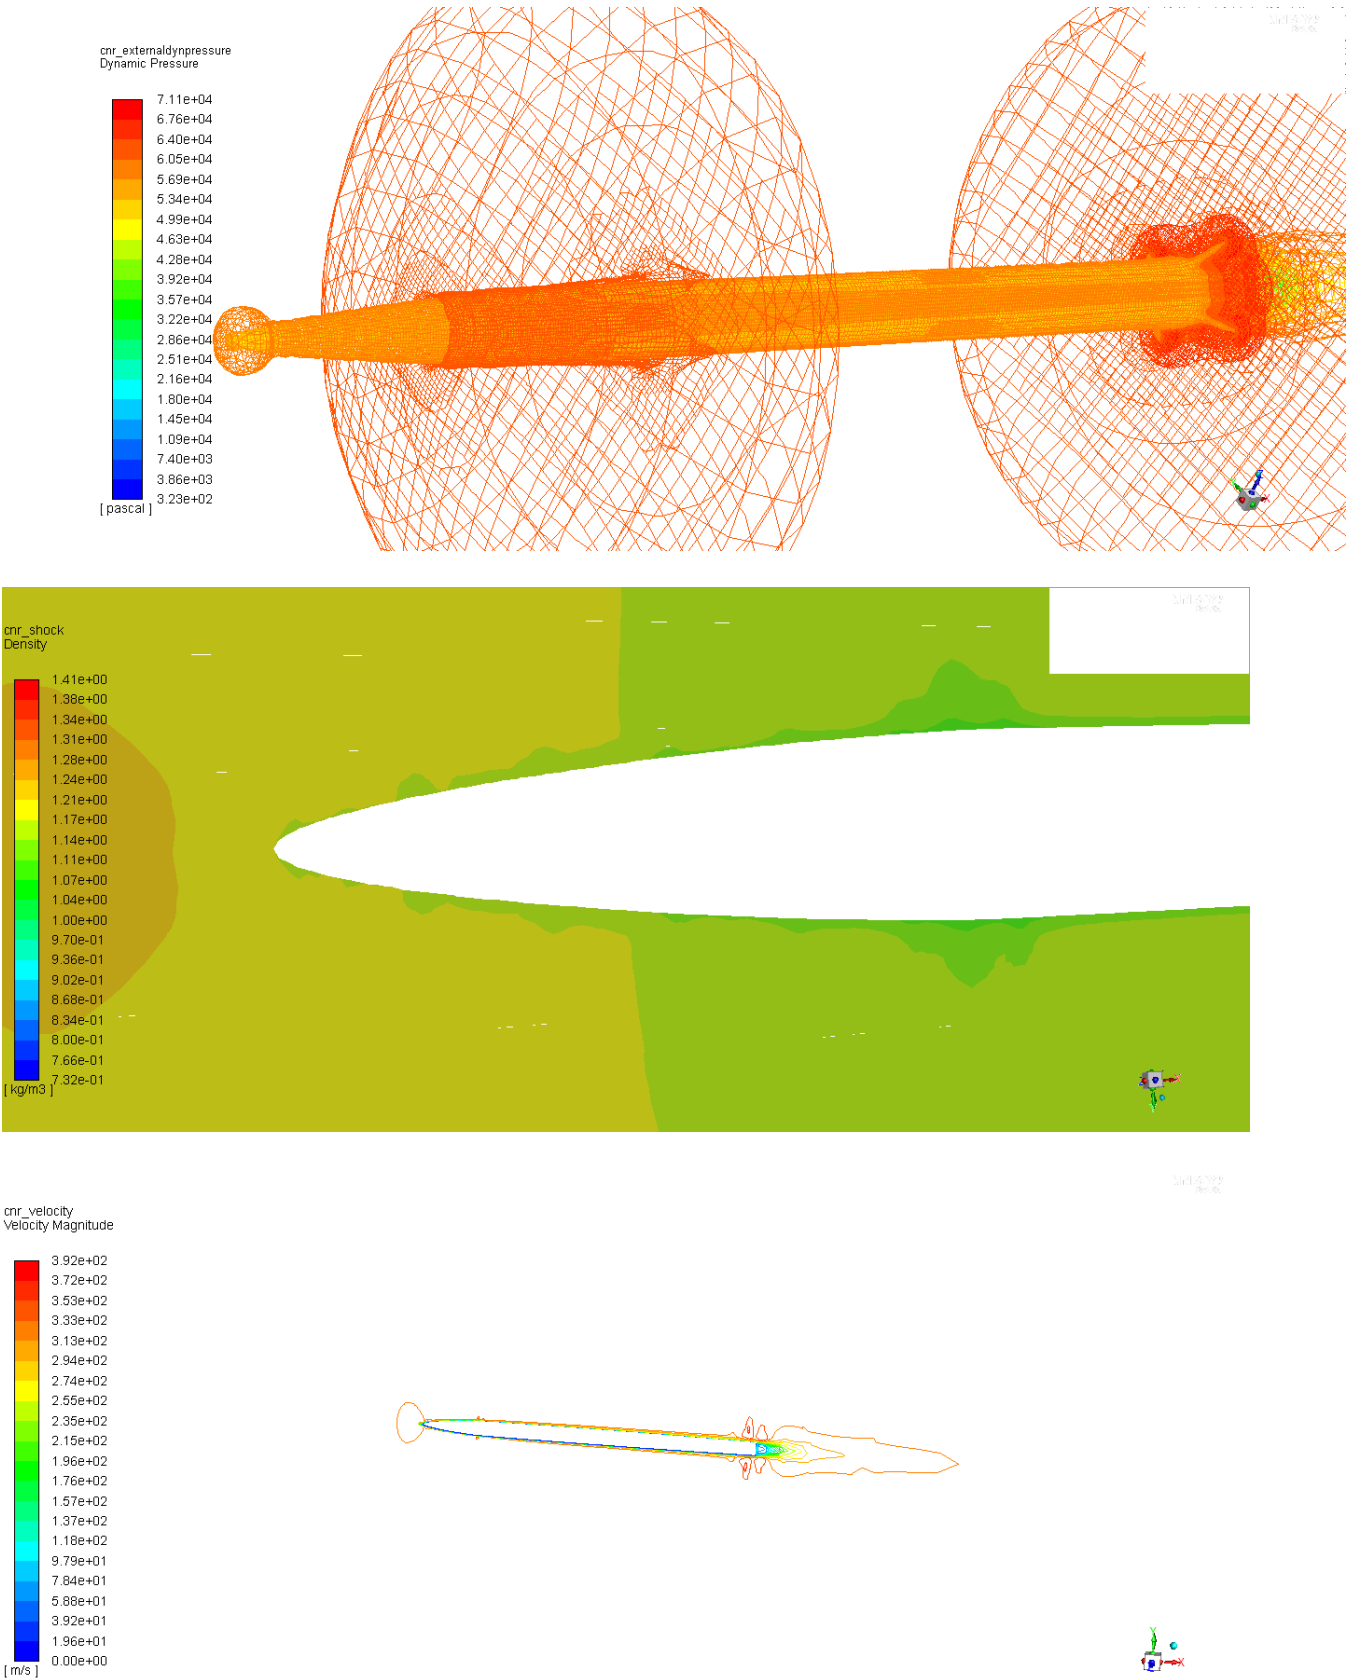 cnr_externaldynpressure
Dynamic Pressure
7.11e+04
6.76e+04
6.40e+04
6.05e+04
5.69e+04
5.34e+04
4.99e+04
4.63e+04
4.28e+04
3.92e+04
3.57e+04
3.22e+04
2.86e+04
2.51e+04
2.16e+04
1.80e+04
1.45e+04
1.09e+04
7.40e+03
3.86e+03
3.23e+02
[ pascal ]
cnr_shock
Density
1.41e+00
1.38e+00
1.34e+00
1.31e+00
1.28e+00
1.24e+00
1.21e+00
1.17e+00
1.14e+00
1.11e+00
1.07e+00
1.04e+00
1.00e+00
9.70e-01
9.36e-01
9.02e-01
8.68e-01
8.34e-01
8.00e-01
7.66e-01
7.32e-01
[ kg/m3 ]
cnr_velocity
Velocity Magnitude
3.92e+02
3.72e+02
3.53e+02
3.33e+02
3.13e+02
2.94e+02
2.74e+02
2.55e+02
2.35e+02
2.15e+02
1.96e+02
1.76e+02
1.57e+02
1.37e+02
1.18e+02
9.79e+01
7.84e+01
5.88e+01
3.92e+01
1.96e+01
0.00e+00
[ m/s ]